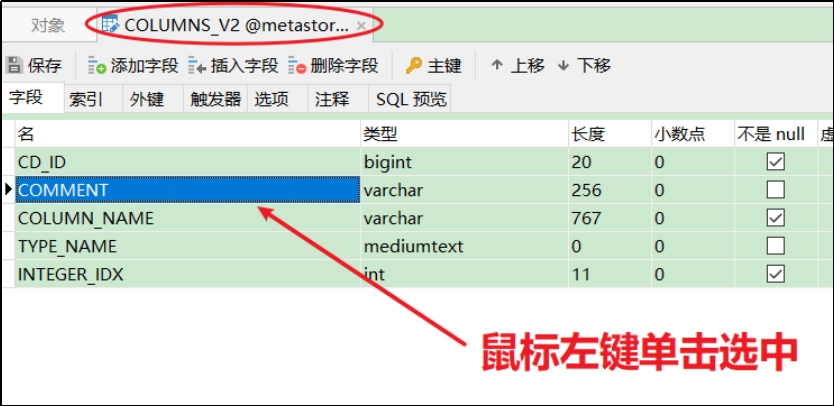 对象 COLUMNS_V2 @metastor... ×
保存 添加字段 插入字段 删除字段 主键 ↑ 上移 ↓ 下移
字段 索引 外键 触发器 选项 注释 SQL 预览
名 类型 长度 小数点 不是 null 虚
CD_ID bigint 20 0
COMMENT varchar 256 0
COLUMN_NAME varchar 767 0
TYPE_NAME mediumtext 0 0
INTEGER_IDX int 11 0
鼠标左键单击选中